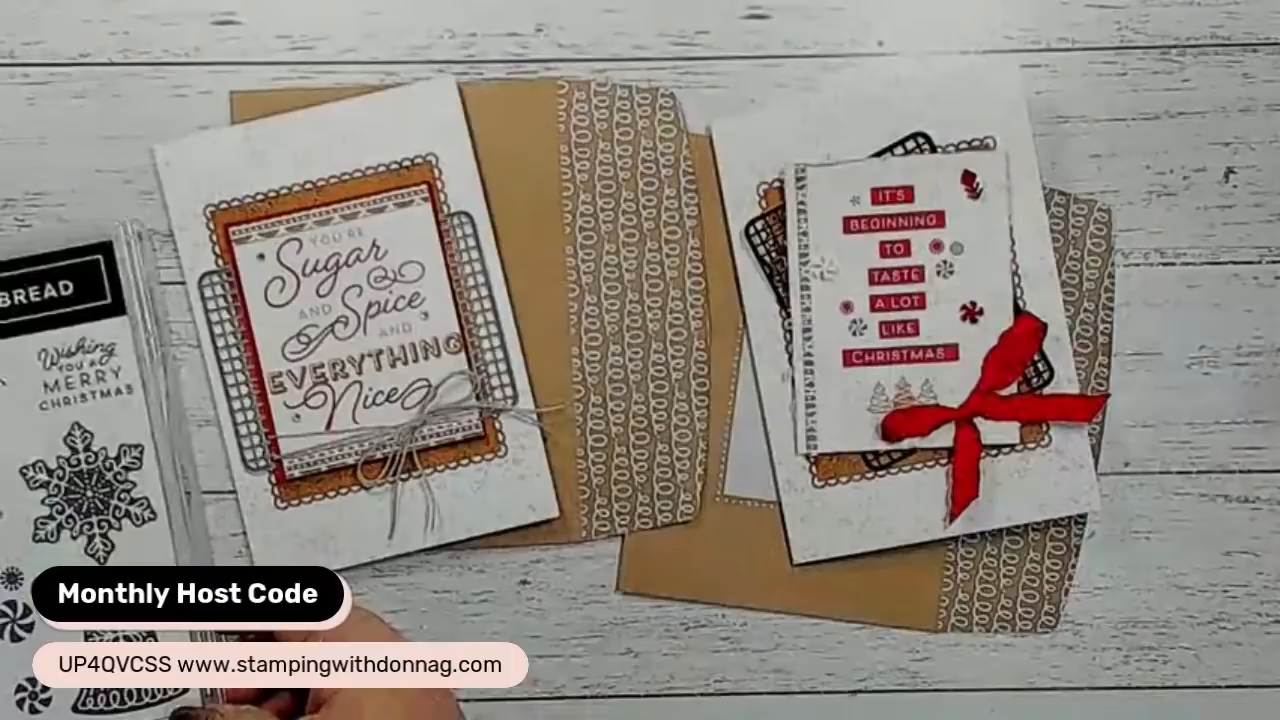 BREAD
Wishing
YOU A
MERRY
CHRISTMAS
YOU'RE
Sugar
AND
Spice
AND
EVERYTHING
Nice
IT'S
BEGINNING
TO
TASTE
A LOT
LIKE
CHRISTMAS
Monthly Host Code
UP4QVCSS www.stampingwithdonnag.com